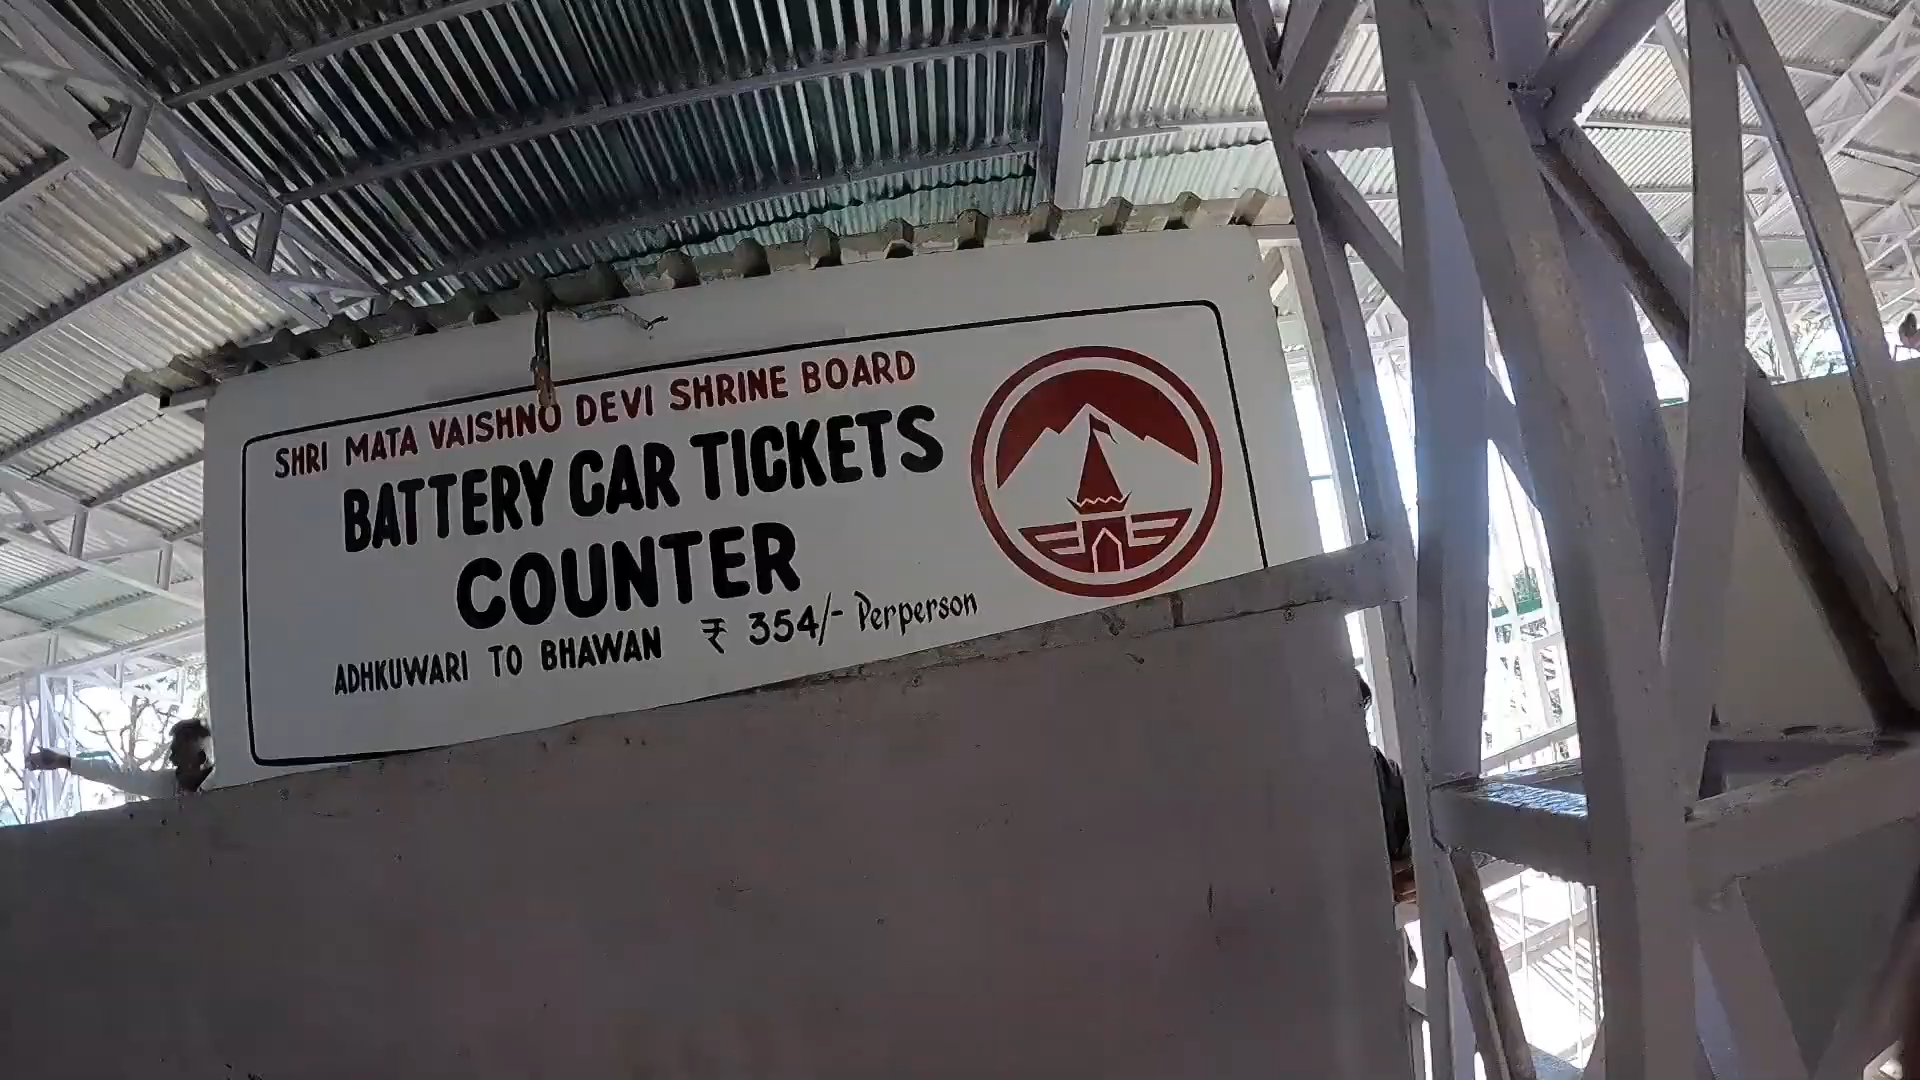 SHRI MATA VAISHNO DEVI SHRINE BOARD
BATTERY CAR TICKETS
COUNTER
ADHKUWARI TO BHAWAN ₹ 354/- Perperson